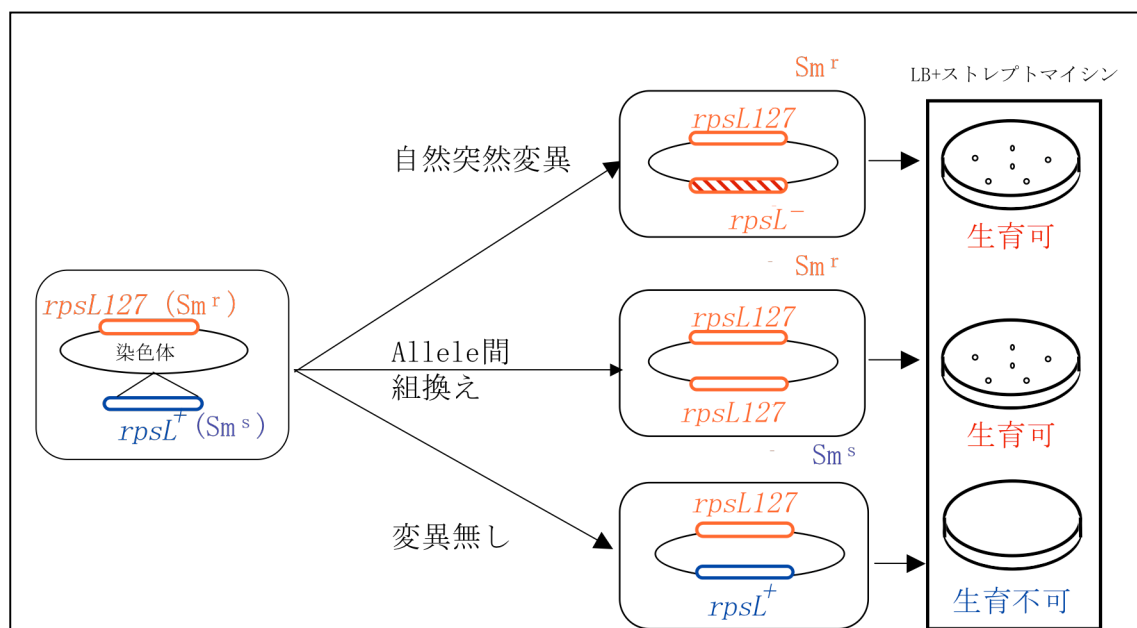 Smʳ
LB+ストレプトマイシン
rpsL127
自然突然変異
rpsL⁻
生育可
Smʳ
rpsL127 (Smʳ)
染色体
rpsL⁺(Smˢ)
rpsL127
Allele間
組換え
rpsL127
生育可
Smˢ
rpsL127
変異無し
rpsL⁺
生育不可